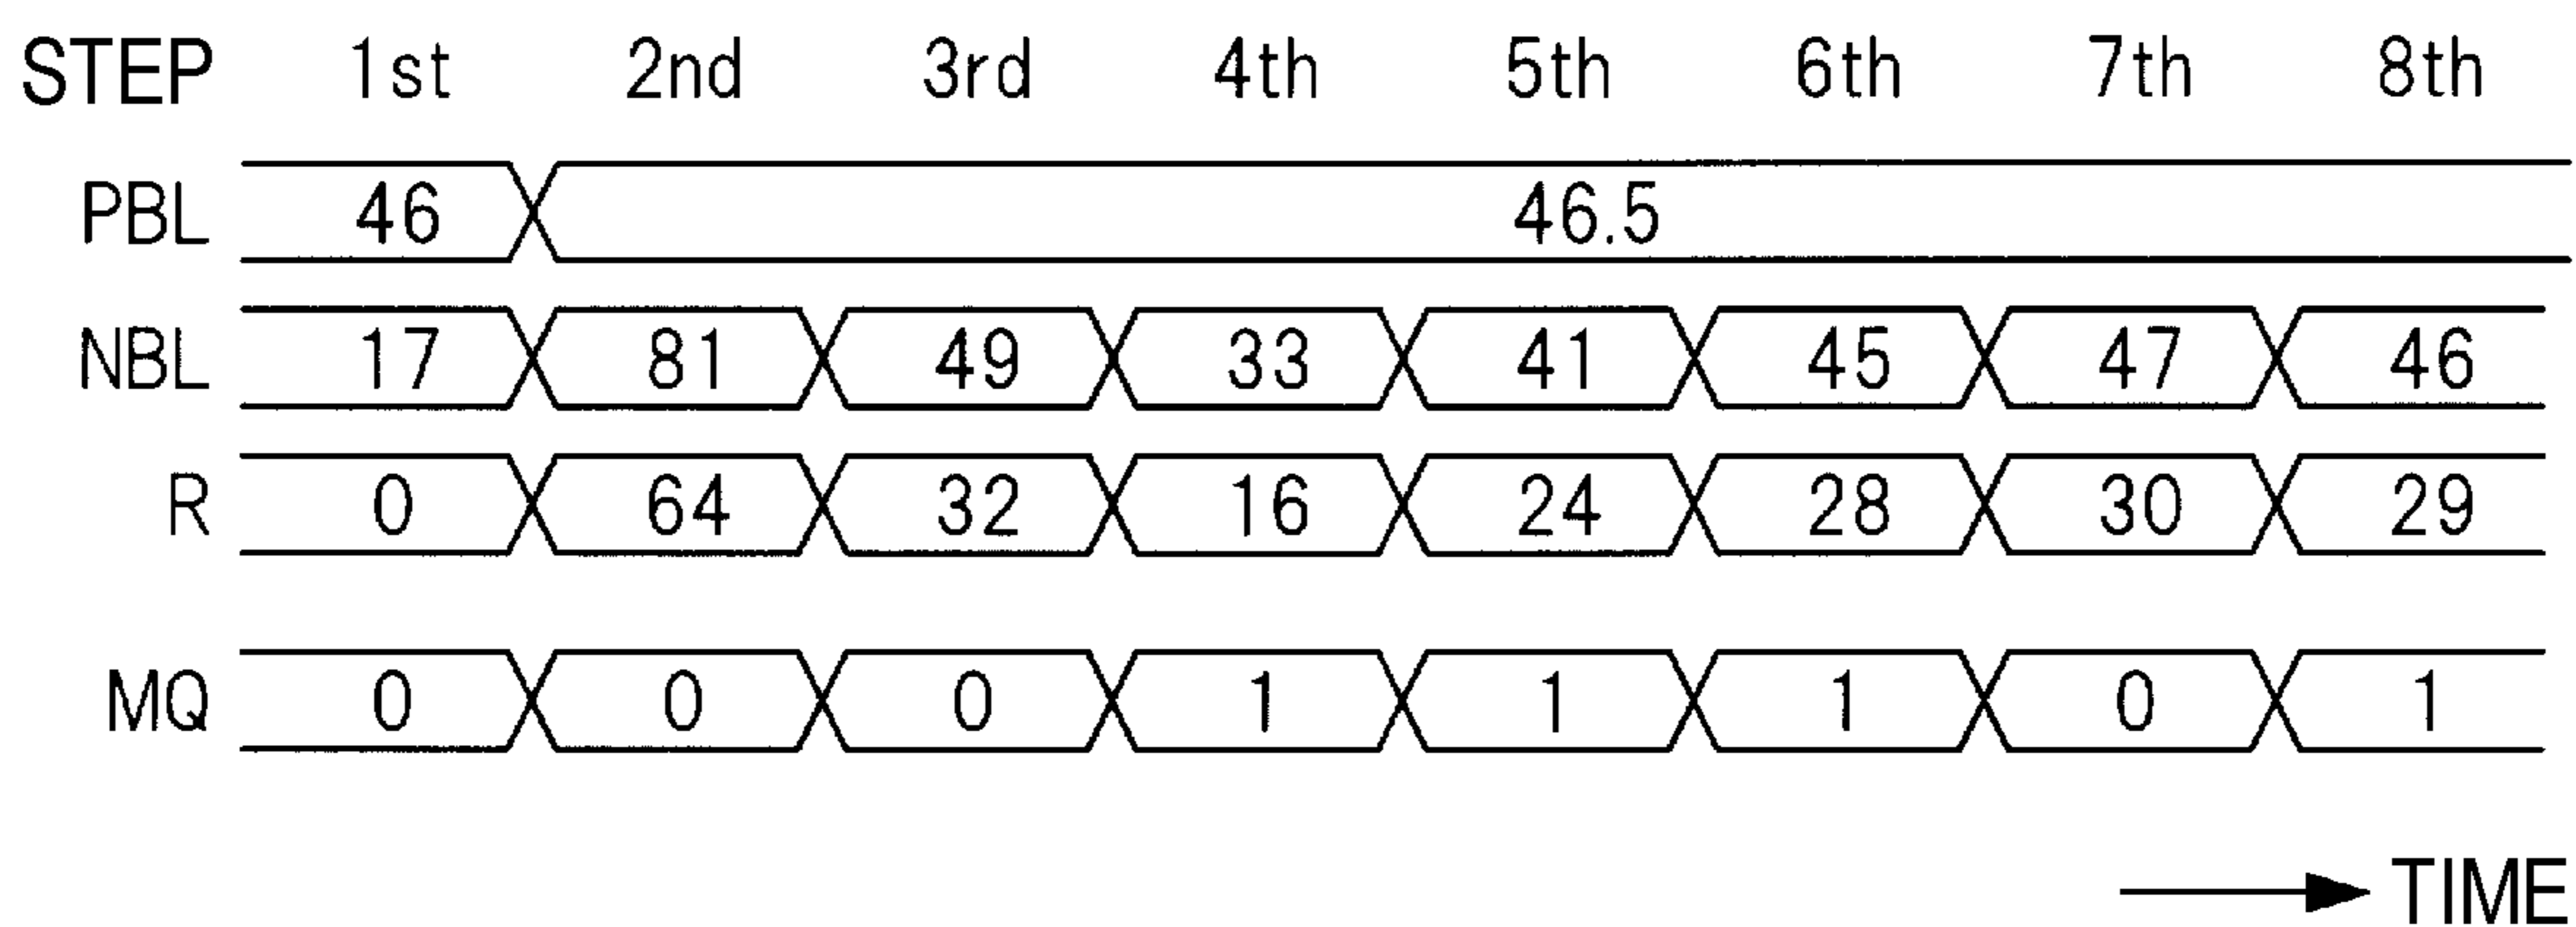 STEP 1st 2nd 3rd 4th 5th 6th 7th 8th
PBL 46 46.5
NBL 17 81 49 33 41 45 47 46
R 0 64 32 16 24 28 30 29
MQ 0 0 0 1 1 1 0 1
TIME